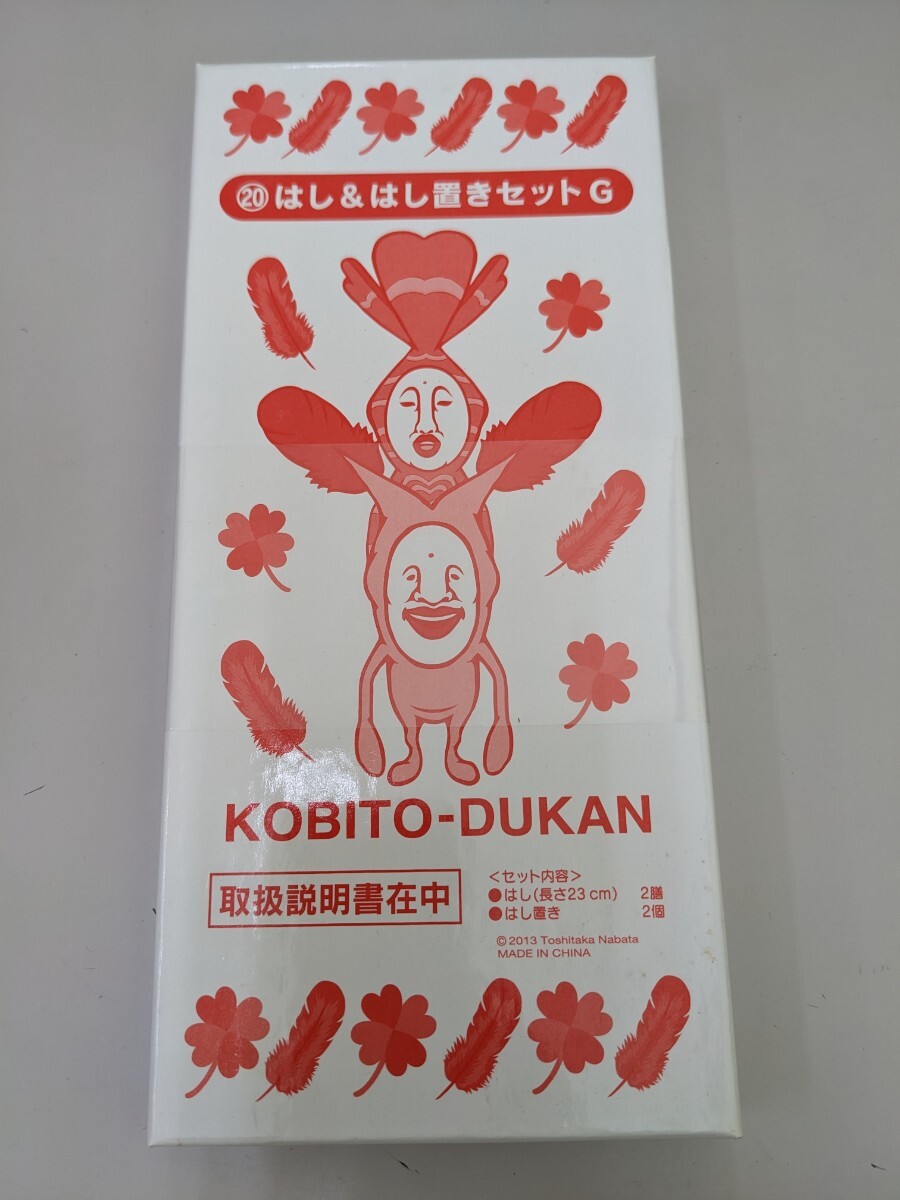 ⑳はし&はし置きセットG
KOBITO-DUKAN
取扱説明書在中
<セット内容>
●はし(長さ23cm) 2膳
●はし置き 2個
©2013 Toshitaka Nabata
MADE IN CHINA